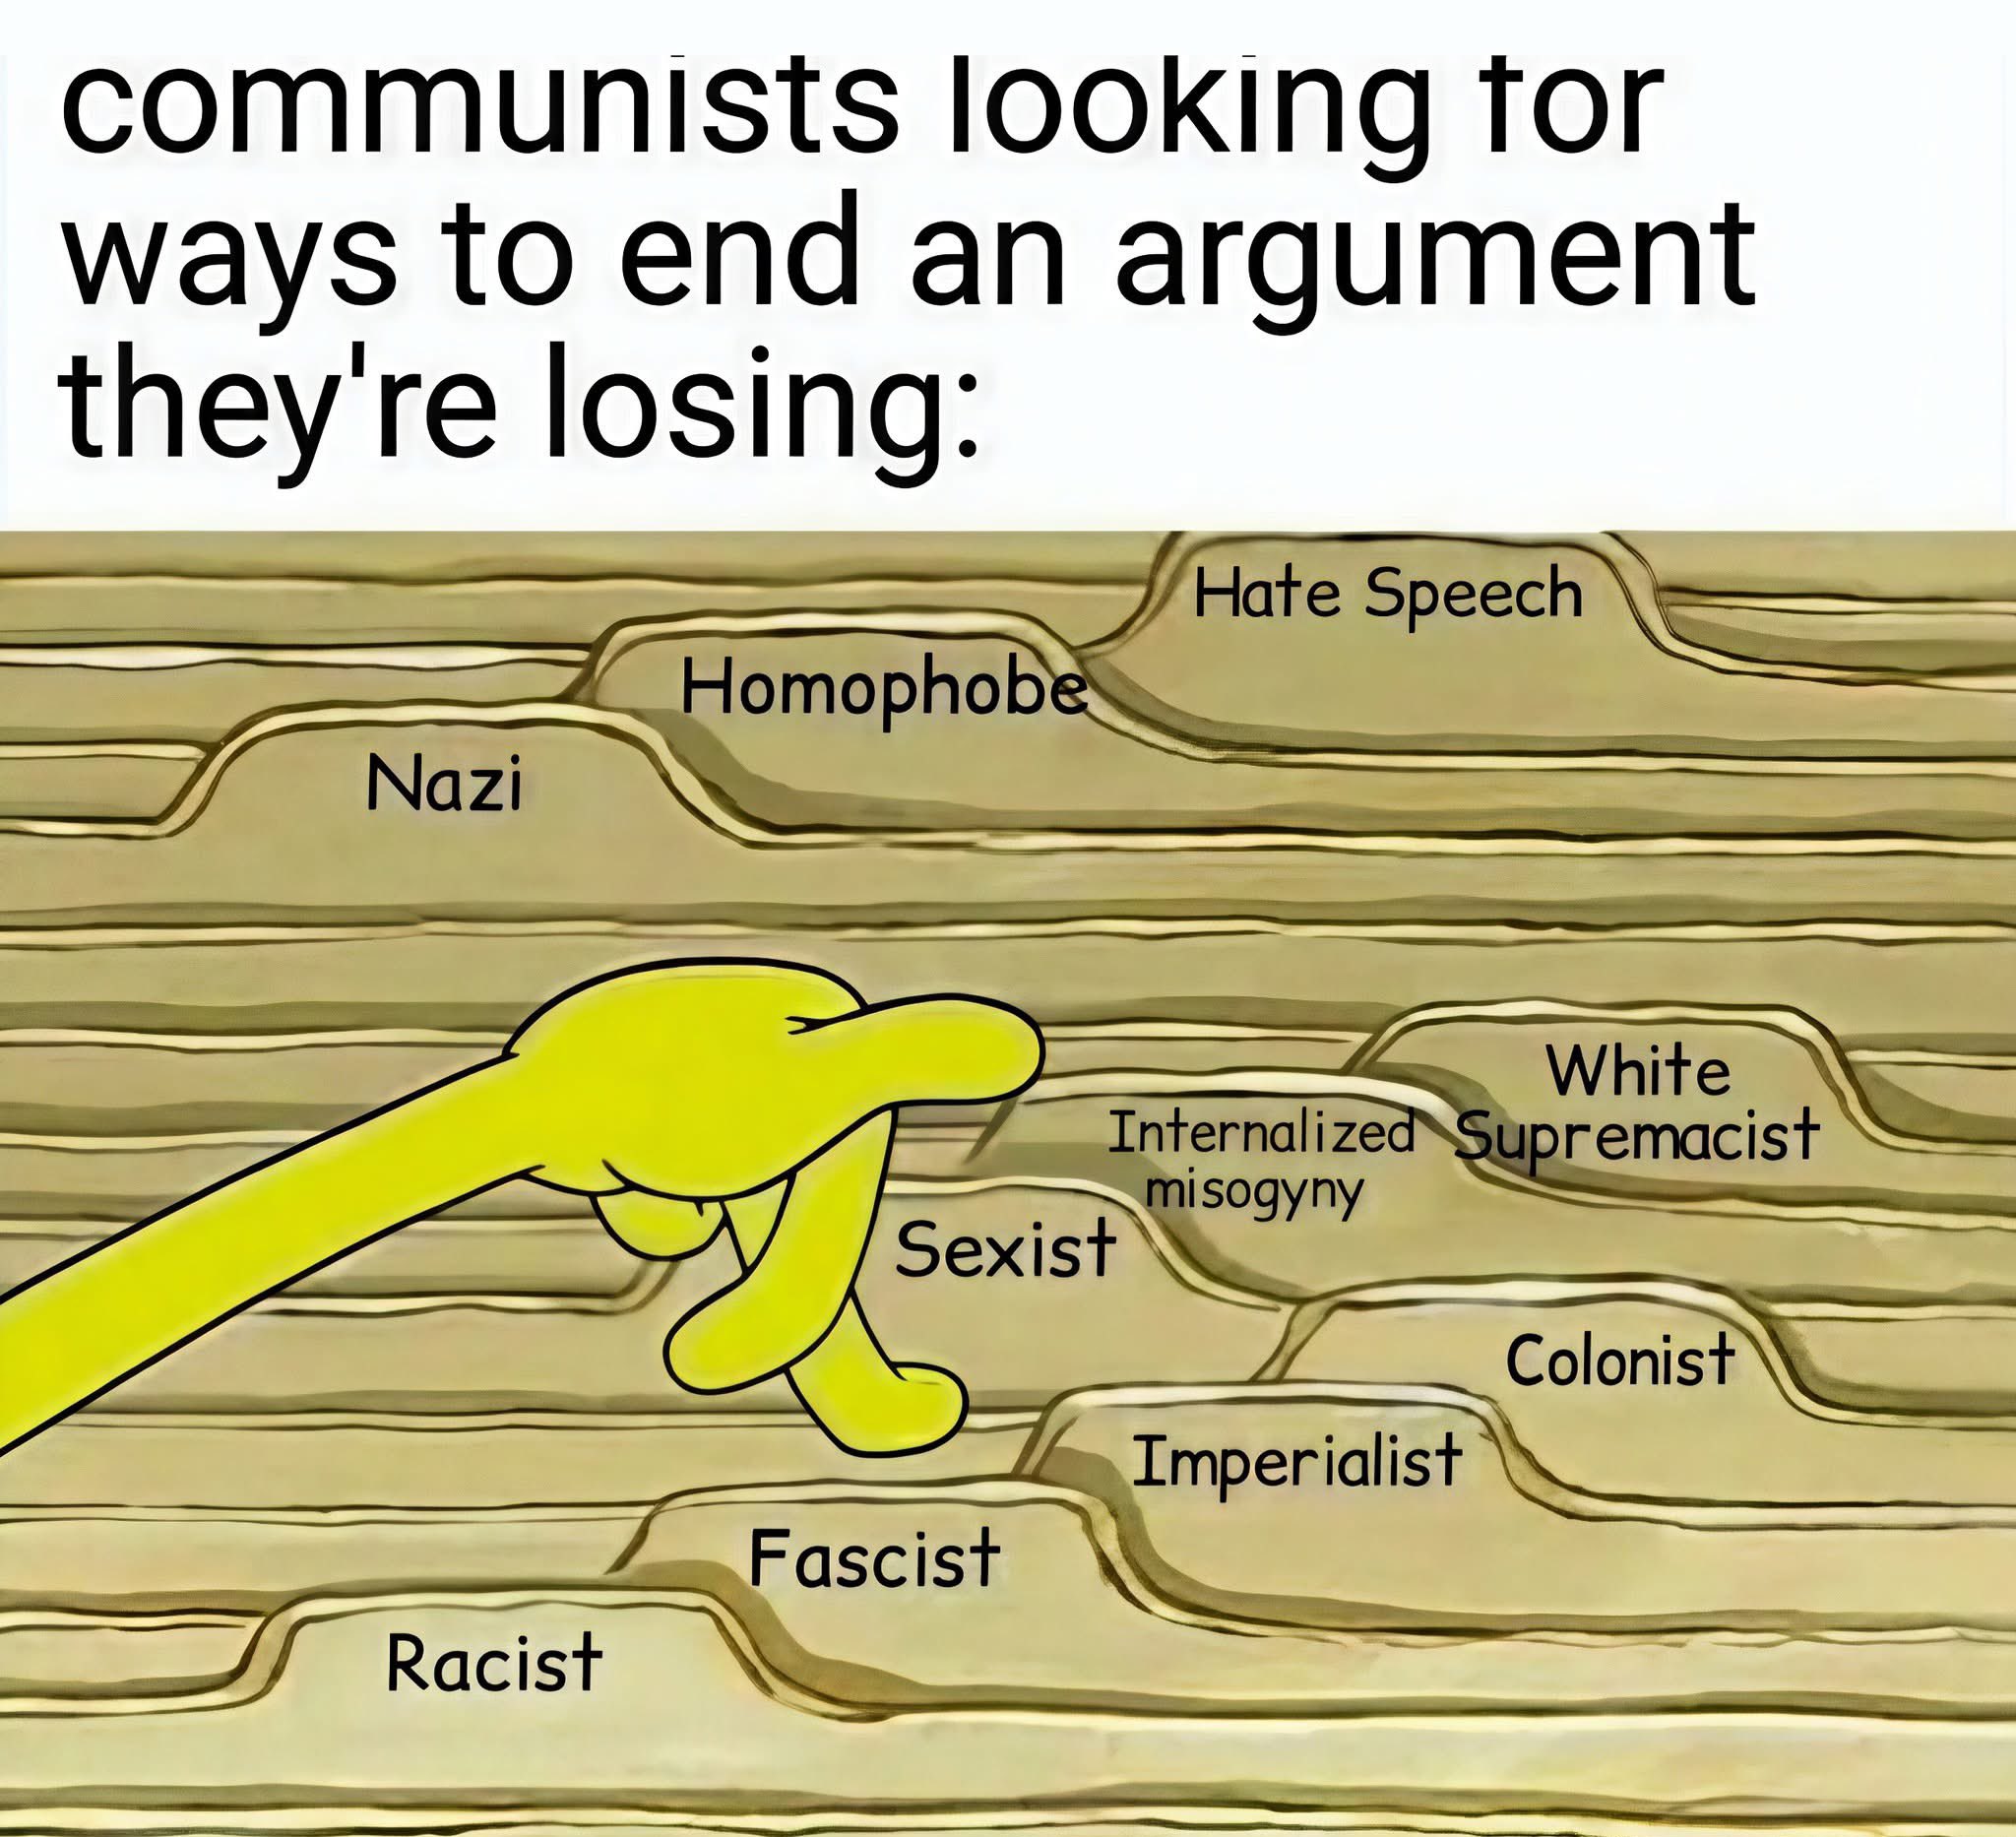 communists looking for
ways to end an argument
they're losing:
Hate Speech
Homophobe
Nazi
White
Supremacist
Internalized
misogyny
Sexist
Colonist
Imperialist
Fascist
Racist